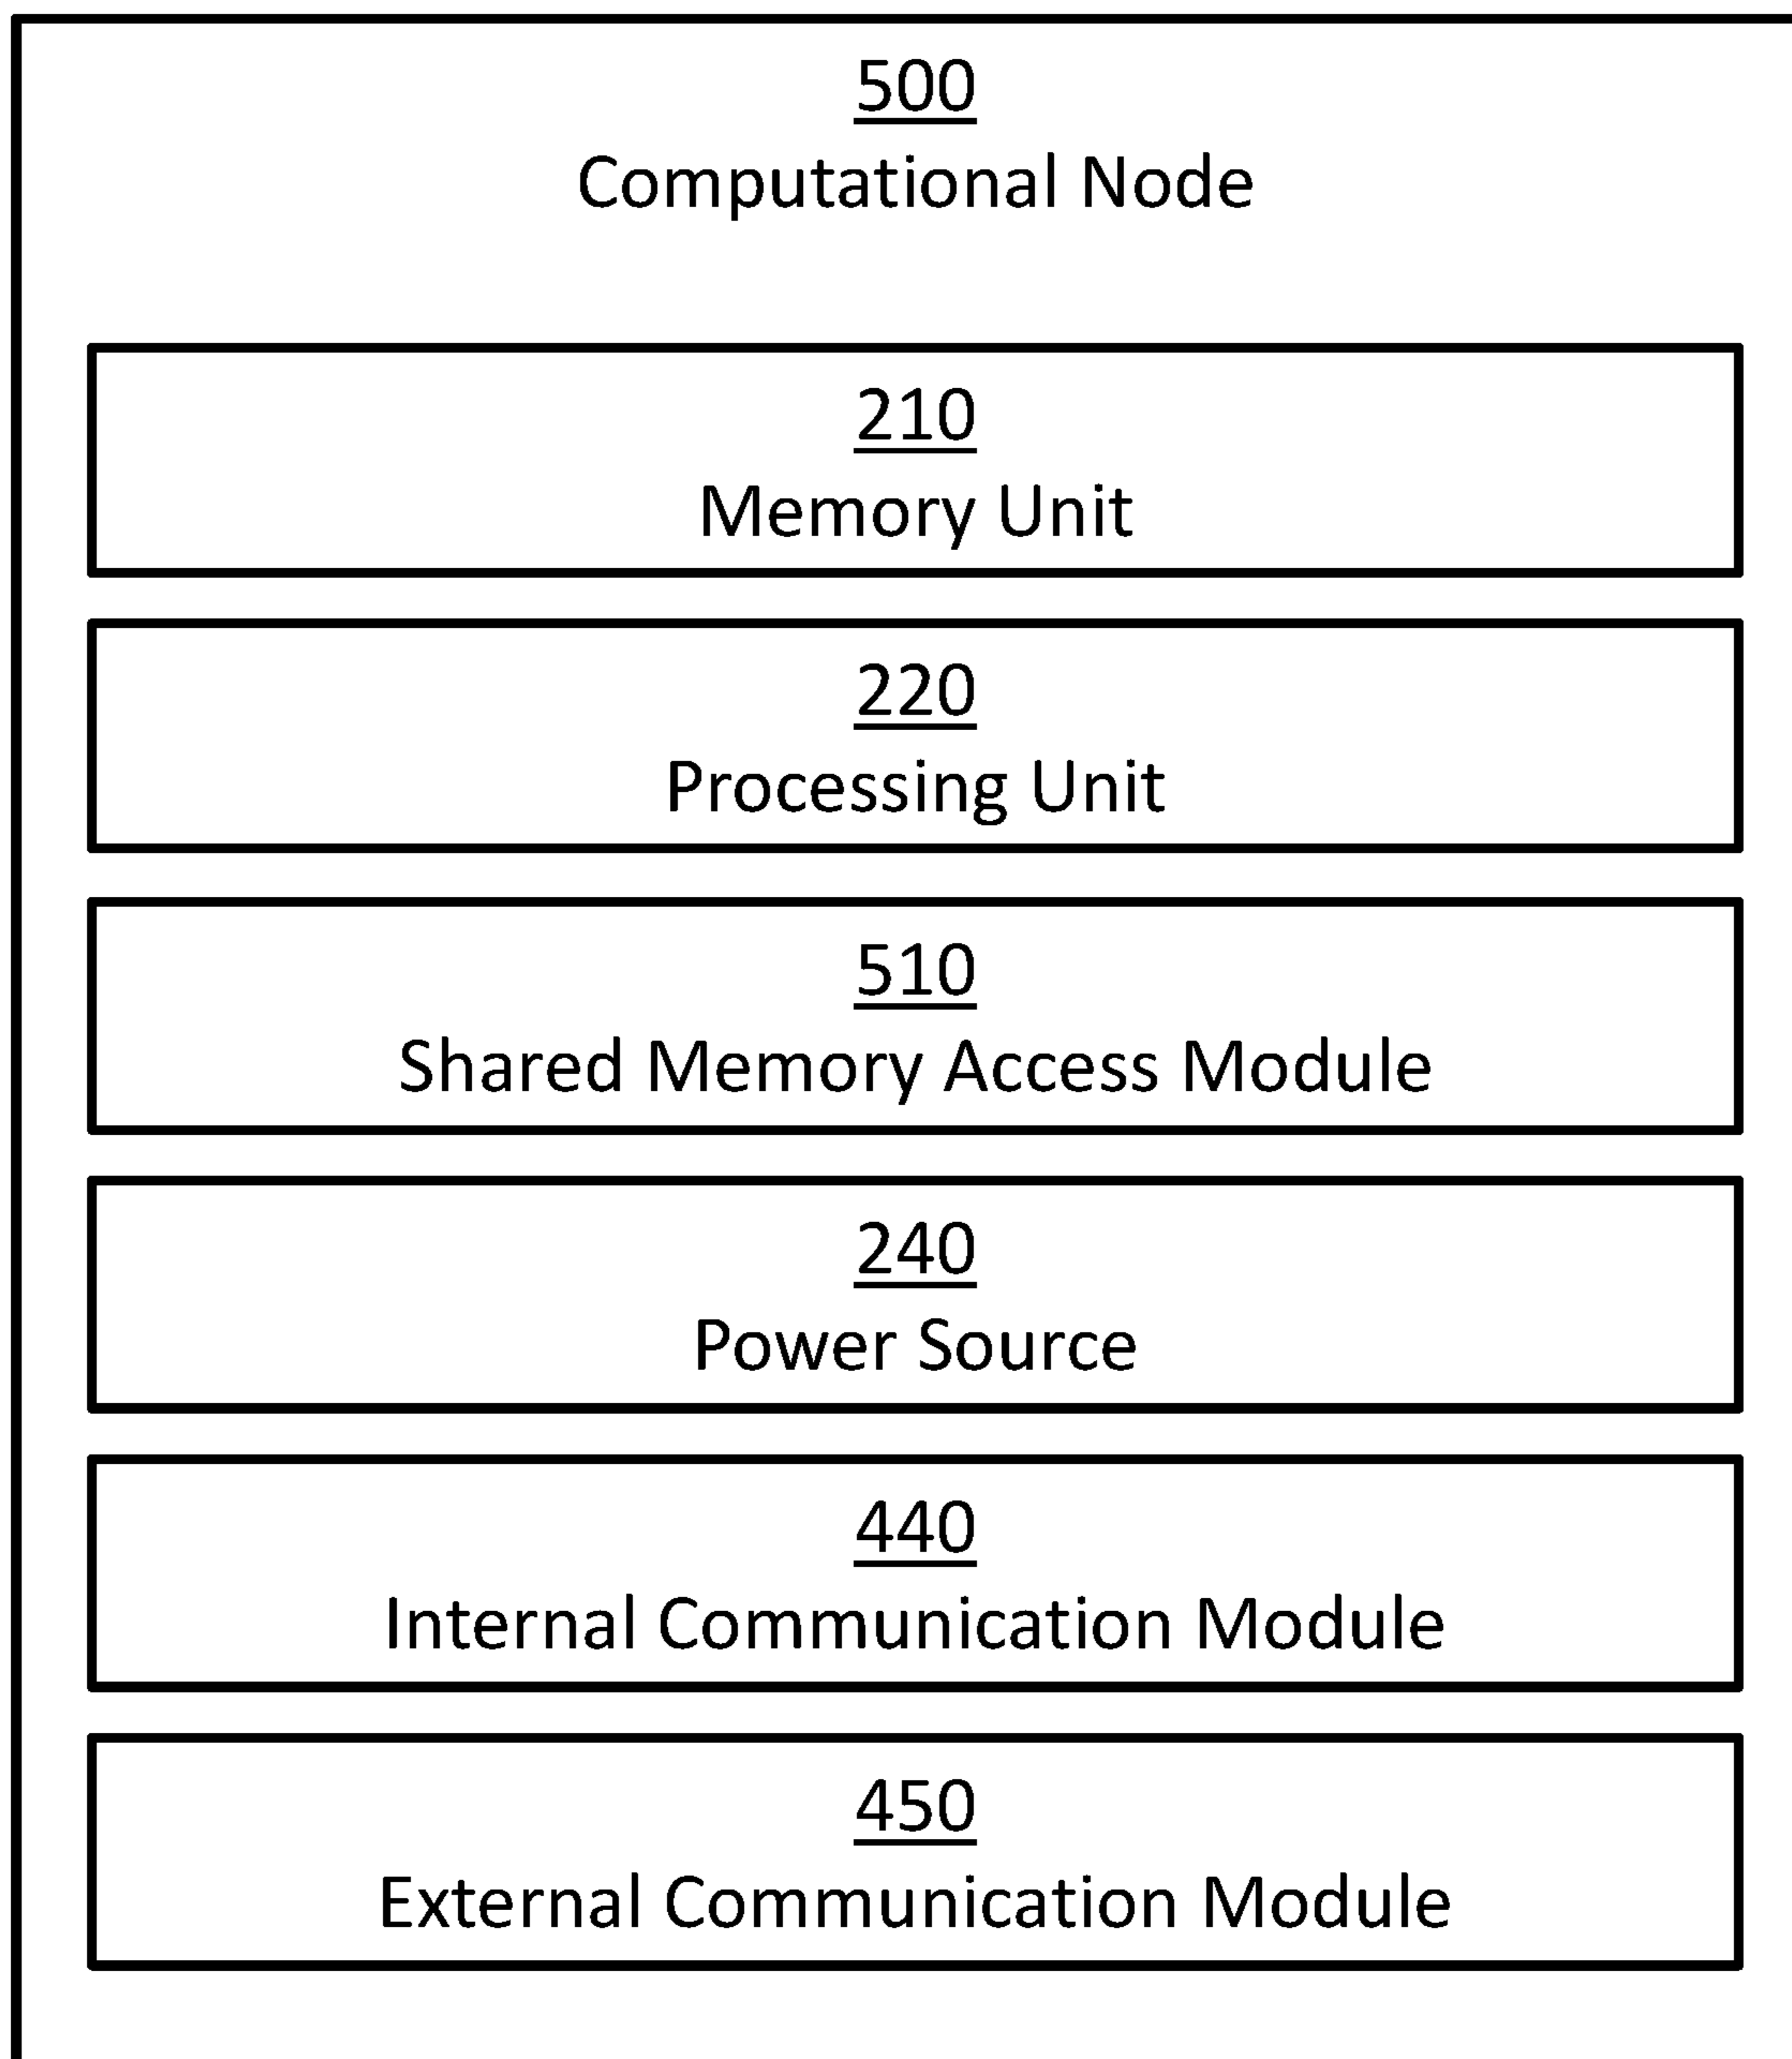 500
Computational Node
210
Memory Unit
220
Processing Unit
510
Shared Memory Access Module
240
Power Source
440
Internal Communication Module
450
External Communication Module